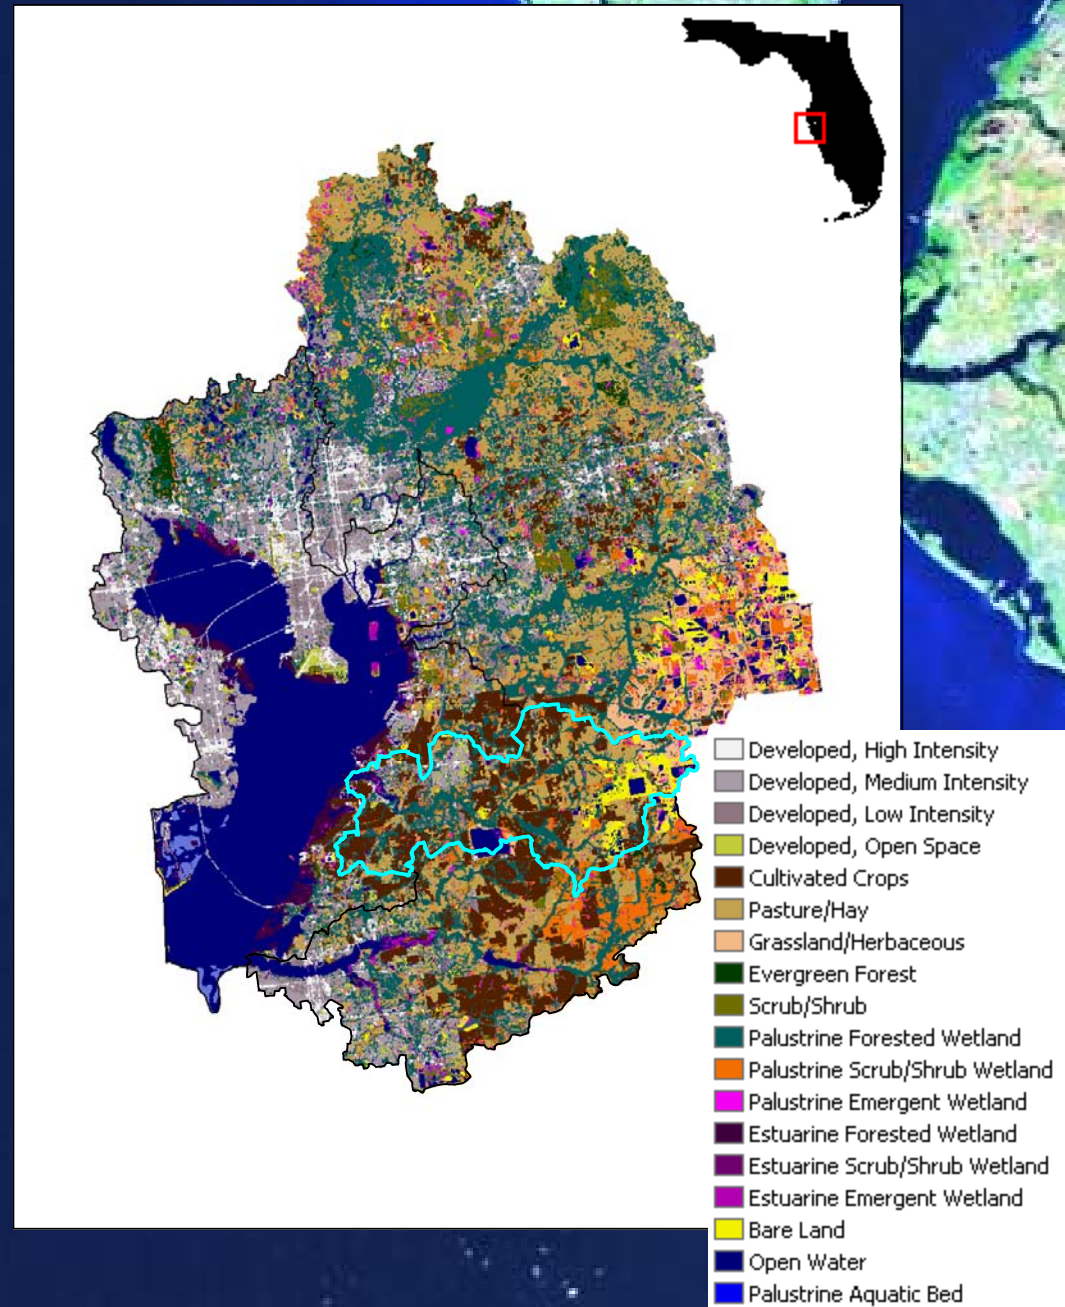 Developed, High Intensity
Developed, Medium Intensity
Developed, Low Intensity
Developed, Open Space
Cultivated Crops
Pasture/Hay
Grassland/Herbaceous
Evergreen Forest
Scrub/Shrub
Palustrine Forested Wetland
Palustrine Scrub/Shrub Wetland
Palustrine Emergent Wetland
Estuarine Forested Wetland
Estuarine Scrub/Shrub Wetland
Estuarine Emergent Wetland
Bare Land
Open Water
Palustrine Aquatic Bed